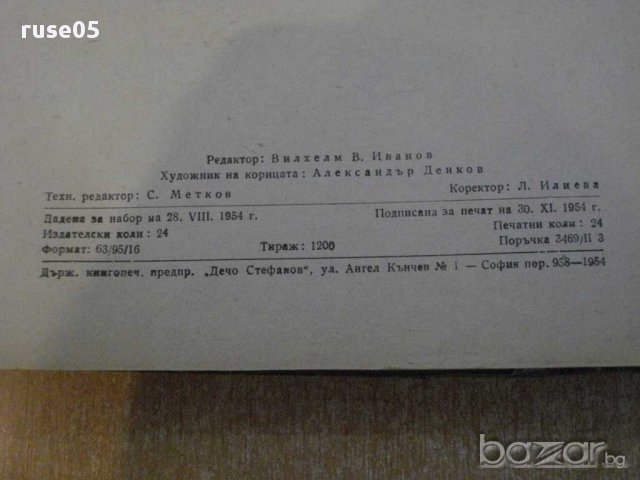 ruse05
Редактор: Вилхелм В. Иванов
Художник на корицата: Александър Денков
Техн. редактор: С. Метков Коректор: Л. Илиева
Дадена за набор на 28. VIII. 1954 г. Подписана за печат на 30. XI. 1954 г.
Издателски коли: 24 Печатни коли: 24
Формат: 63/95/16 Тираж: 1200 Поръчка 3469/II 3
Држ. книгопеч. предпр. „Дечо Стефанов“, ул. Ангел Кънчев № 1 — София пор. 958—1954
bazar.bg